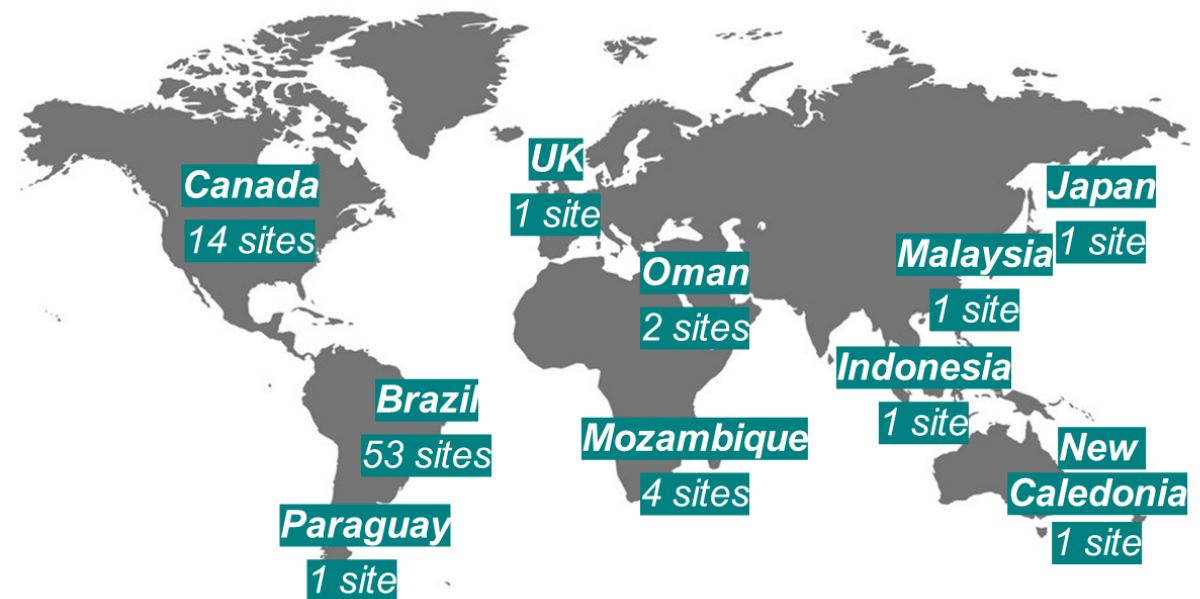 Canada
14 sites
UK
1 site
Japan
1 site
Malaysia
1 site
Oman
2 sites
Indonesia
1 site
Brazil
53 sites
Mozambique
4 sites
New
Caledonia
1 site
Paraguay
1 site